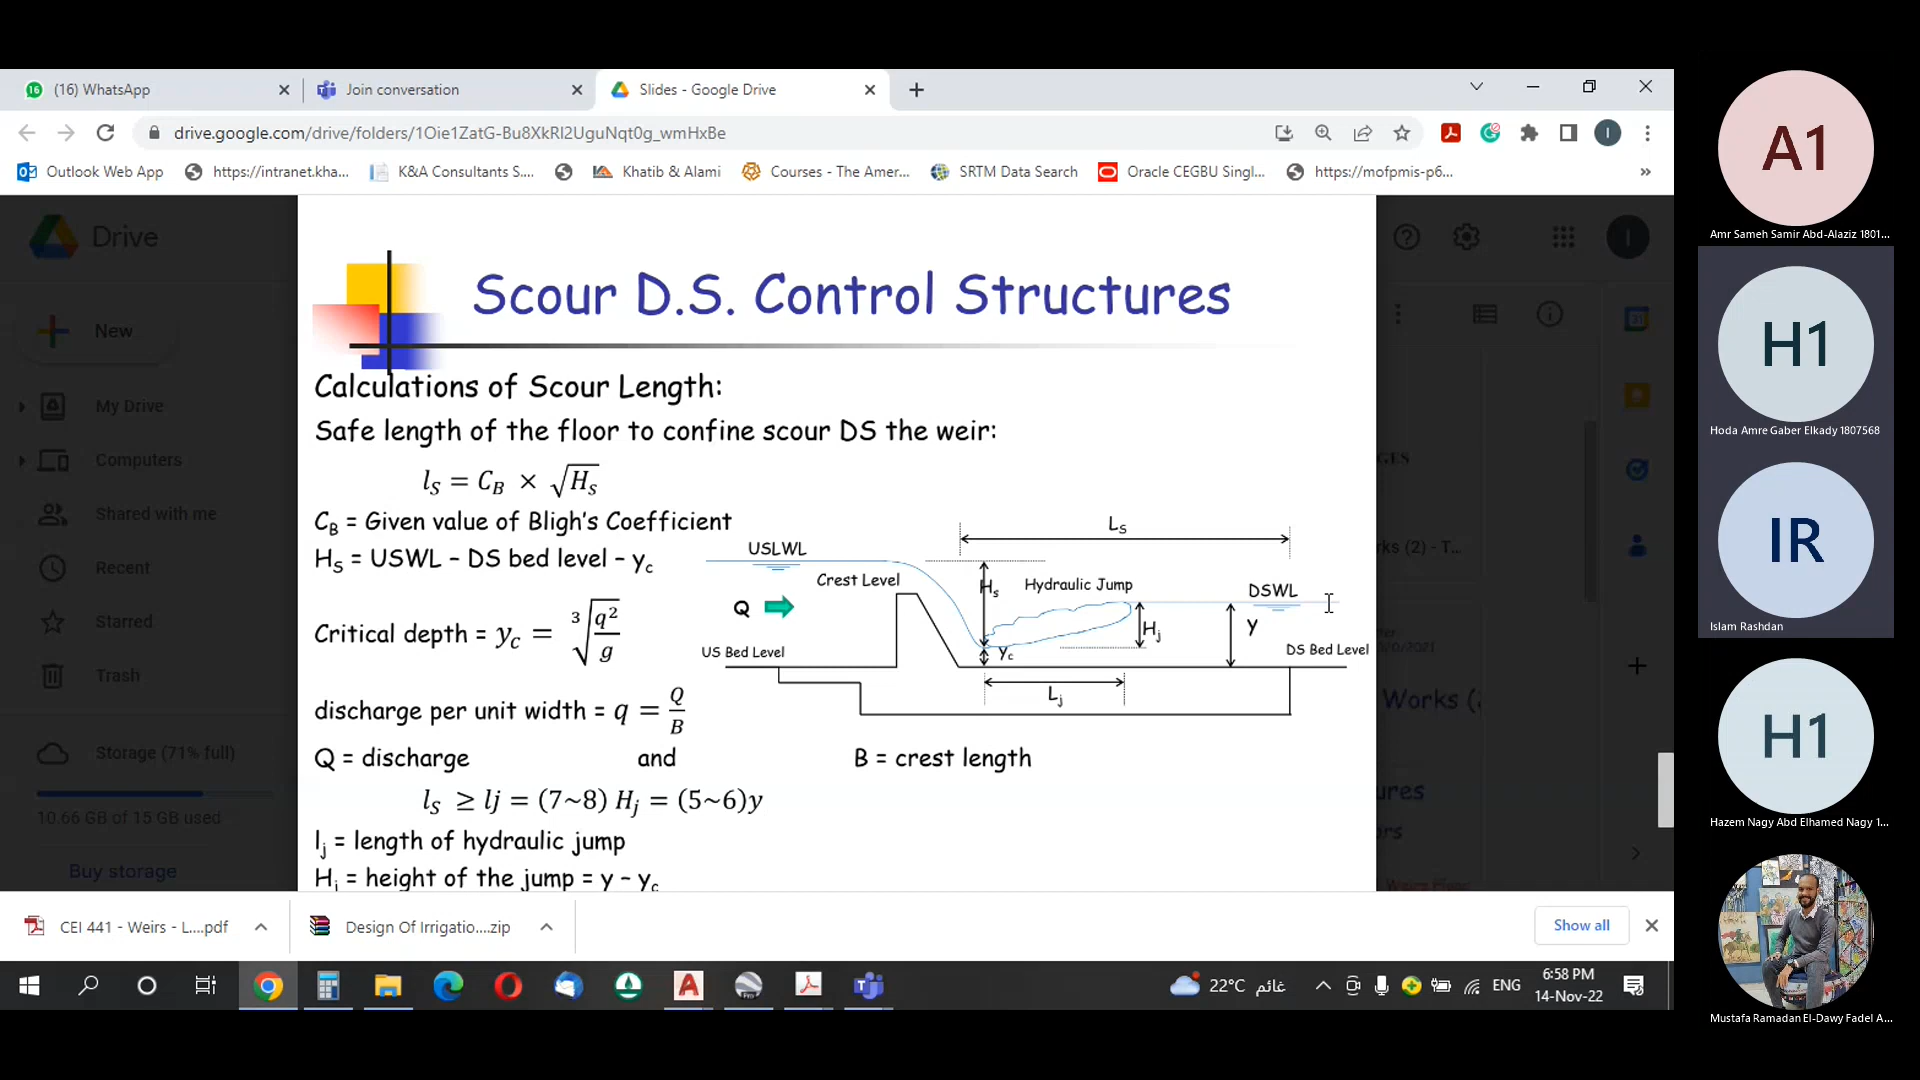 16
(16) WhatsApp
Join conversation
Slides - Google Drive
drive.google.com/drive/folders/1Oie1ZatG-Bu8XkRl2UguNqt0g_wmHxBe
I
Outlook Web App
https://intranet.kha...
K&A Consultants S....
Khatib & Alami
Courses - The Amer...
SRTM Data Search
Oracle CEGBU Singl...
https://mofpmis-p6...
»
Drive
New
My Drive
Computers
Shared with me
Recent
Starred
Trash
Storage (71% full)
10.66 GB of 15 GB used
Buy storage
Scour D.S. Control Structures
Calculations of Scour Length:
Safe length of the floor to confine scour DS the weir:
l_S = C_B × √H_s
C_B = Given value of Bligh's Coefficient
H_S = USWL – DS bed level – y_c
Critical depth = y_c = ∛(q²/g)
discharge per unit width = q = Q/B
Q = discharge and B = crest length
l_S ≥ lj = (7~8) H_j = (5~6)y
l_j = length of hydraulic jump
H_j = height of the jump = y – y_c
L_S
USLWL
Crest Level
H_s
Hydraulic Jump
DSWL
Q
H_j
y
US Bed Level
y_c
DS Bed Level
L_j
CEI 441 - Weirs - L....pdf
Design Of Irrigatio....zip
Show all
22°C غائم
ENG
6:58 PM
14-Nov-22
A1
Amr Sameh Samir Abd-Alaziz 1801...
H1
Hoda Amre Gaber Elkady 1807568
IR
Islam Rashdan
H1
Hazem Nagy Abd Elhamed Nagy 1...
Mustafa Ramadan El-Dawy Fadel A...